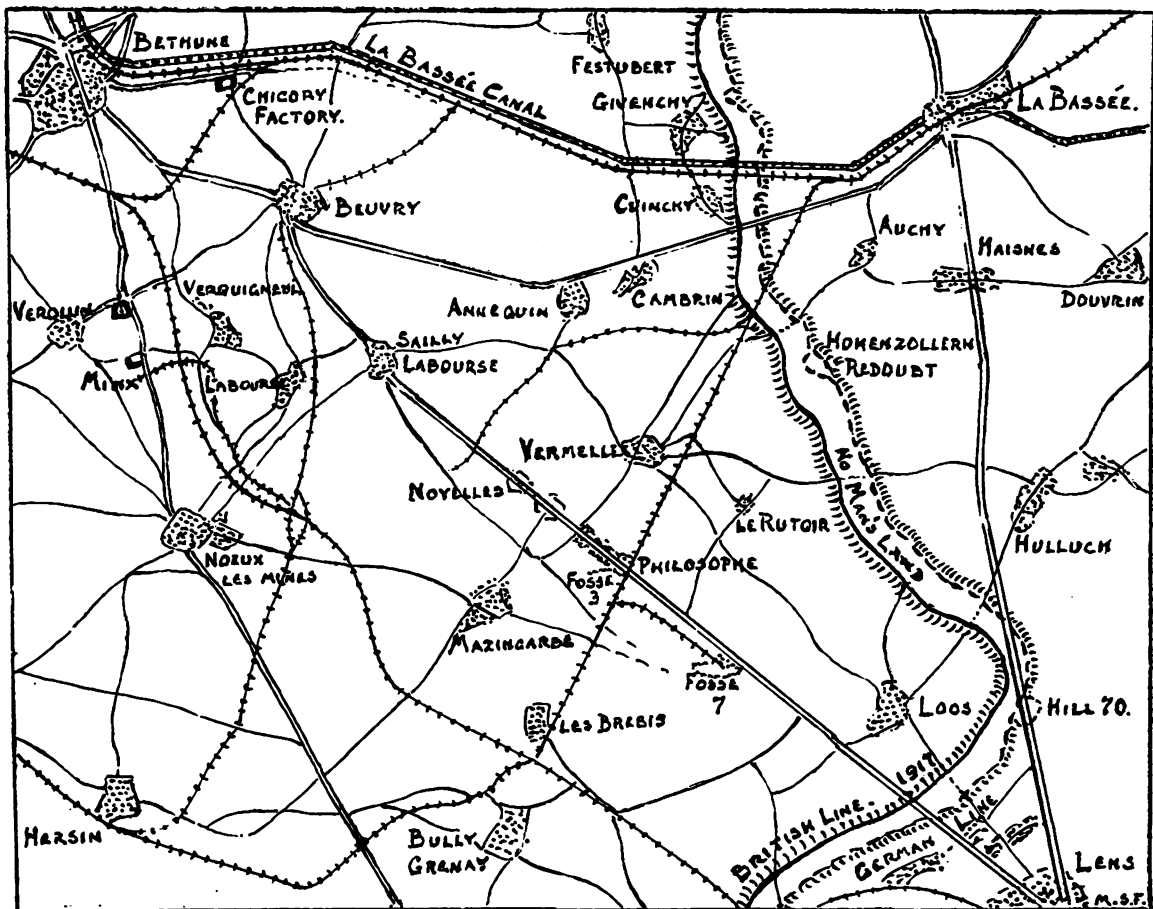 BETHUNE
LA BASSÉE CANAL
FESTUBERT
GIVENCHY
LA BASSÉE.
CHICORY
FACTORY.
BEUVRY
CUINCHY
AUCHY
HAISNES
DOUVRIN
VERQUIN
VERQUIGNEUL
ANNEQUIN
CAMBRIN
SAILLY
LABOURSE
HOHENZOLLERN
REDOUBT
MINX
LABOURSE
VERMELLES
NOYELLES
LE RUTOIR
NO MAN'S LAND
HULLUCH
NOEUX
LES MINES
PHILOSOPHE
FOSSE
3
MAZINGARBE
FOSSE
7
LOOS
HILL 70.
LES BREBIS
HERSIN
BULLY
GRENAY
BRITISH LINE. 1917
GERMAN LINE
LENS
M.S.F.